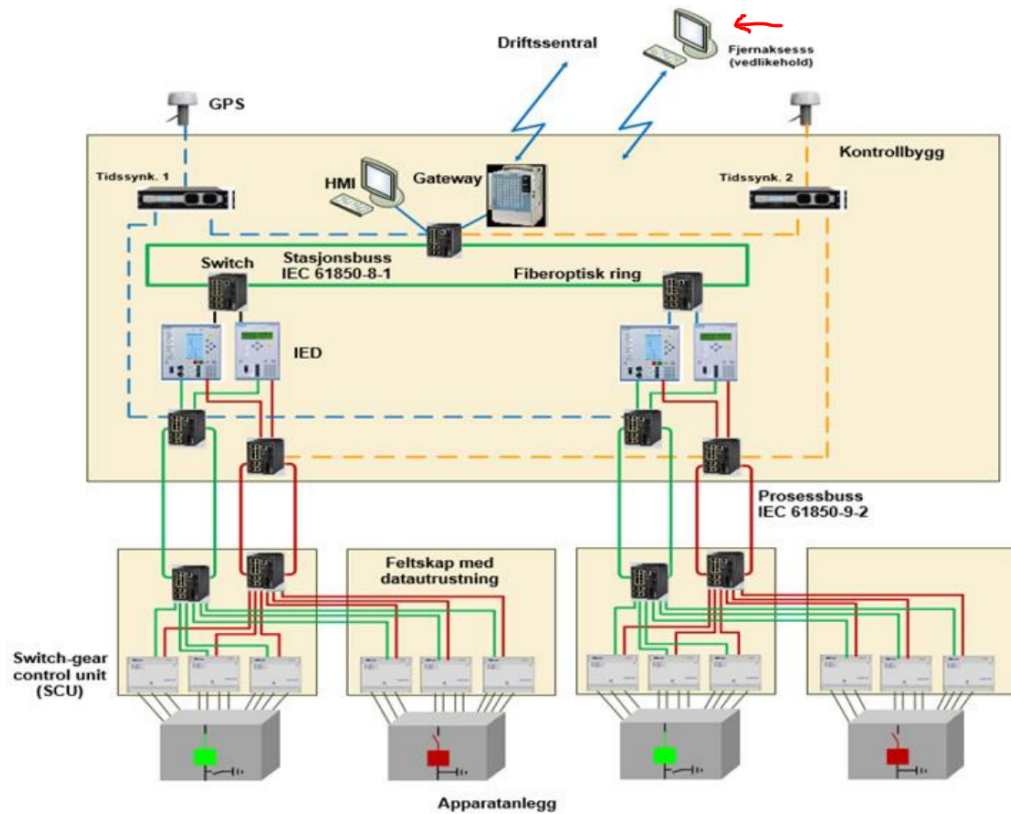 Driftssentral
Fjernaksesss
(vedlikehold)
GPS
Kontrollbygg
Tidssynk. 1
HMI
Gateway
Tidssynk. 2
Stasjonsbuss
IEC 61850-8-1
Switch
Fiberoptisk ring
IED
Prosessbuss
IEC 61850-9-2
Feltskap med
datautrustning
Switch-gear
control unit
(SCU)
Apparatanlegg